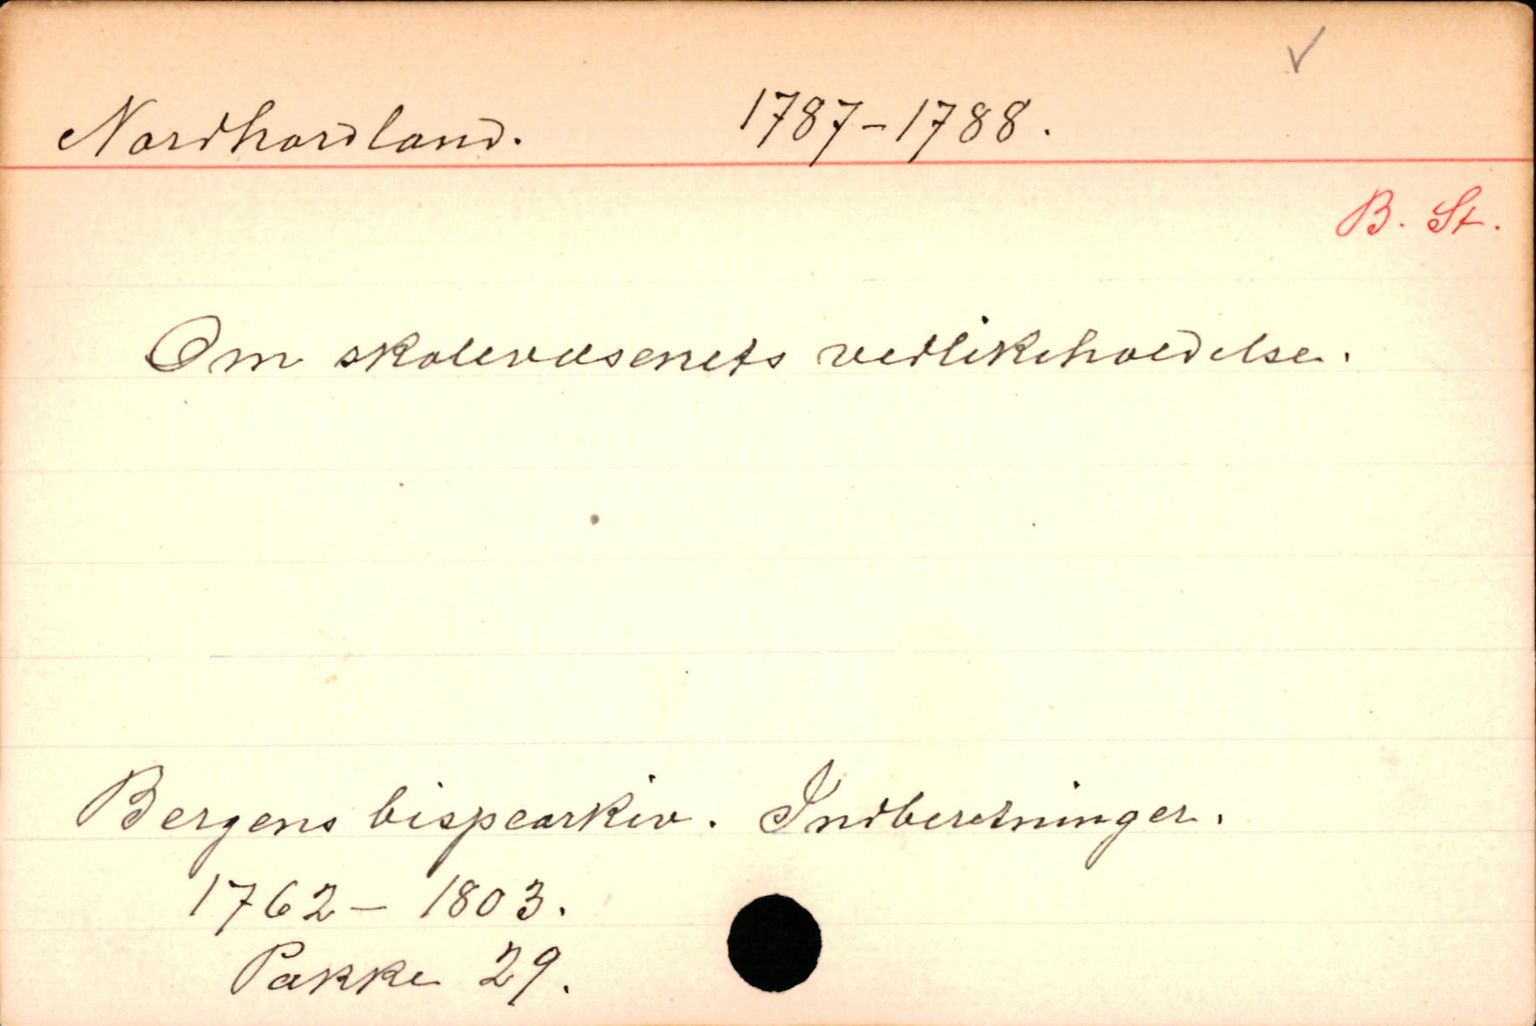 Nordhordland. 1787-1788.
B. St.
Om skolevæsenets vedlikeholdelse.
Bergens bispearkiv. Indberetninger.
1762-1803.
Pakke 29.